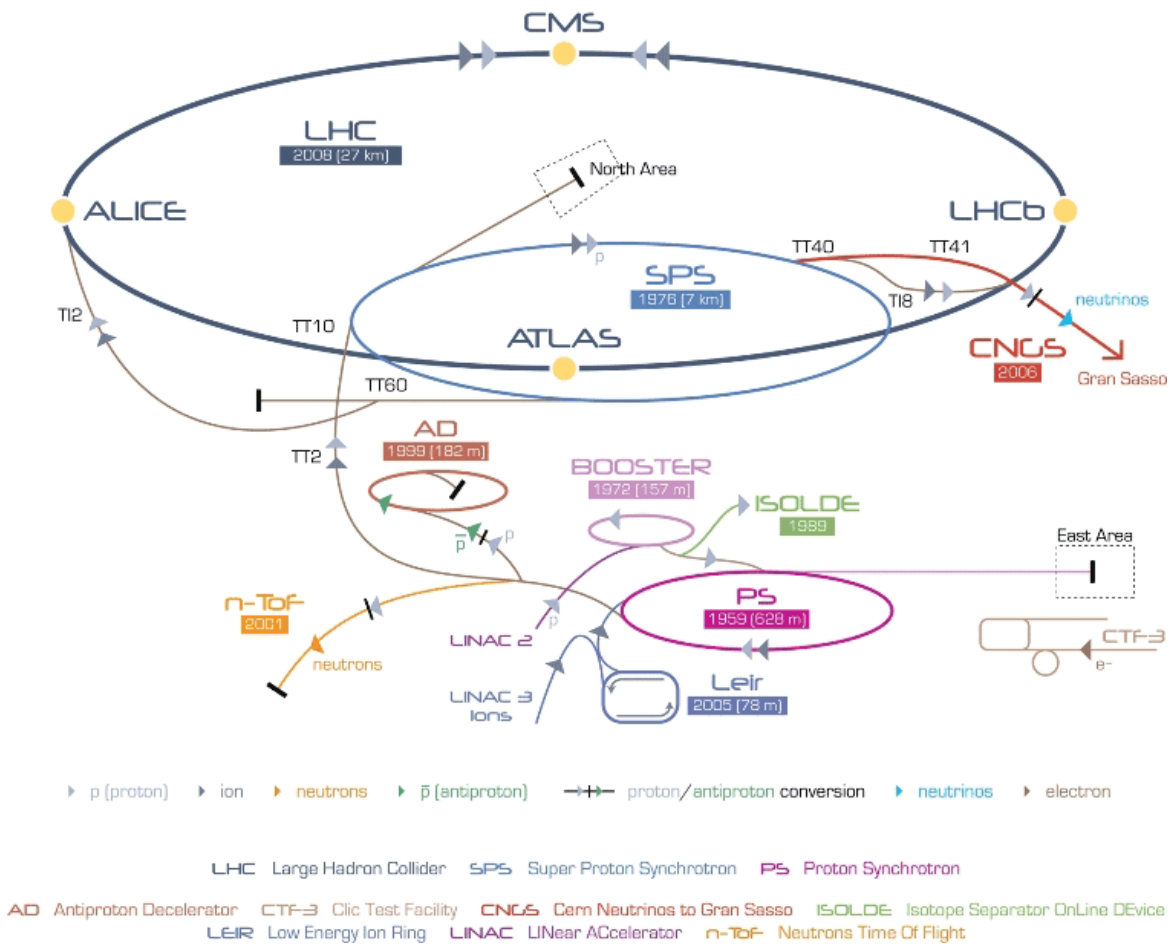 CMS
LHC
2008 (27 km)
North Area
ALICE
LHCb
TT40
TT41
SPS
1976 (7 km)
TI8
neutrinos
TI2
TT10
ATLAS
CNGS
2006
Gran Sasso
TT60
p
AD
1999 (182 m)
TT2
BOOSTER
1972 (157 m)
ISOLDE
1989
p
p̄
East Area
n-ToF
2001
PS
1959 (628 m)
LINAC 2
p
neutrons
CTF-3
e-
LINAC 3
Ions
Leir
2005 (78 m)
p (proton) ion neutrons p̄ (antiproton) proton/antiproton conversion neutrinos electron
LHC Large Hadron Collider SPS Super Proton Synchrotron PS Proton Synchrotron
AD Antiproton Decelerator CTF-3 Clic Test Facility CNGS Cern Neutrinos to Gran Sasso ISOLDE Isotope Separator OnLine DEvice
LEIR Low Energy Ion Ring LINAC LINear ACcelerator n-ToF Neutrons Time Of Flight